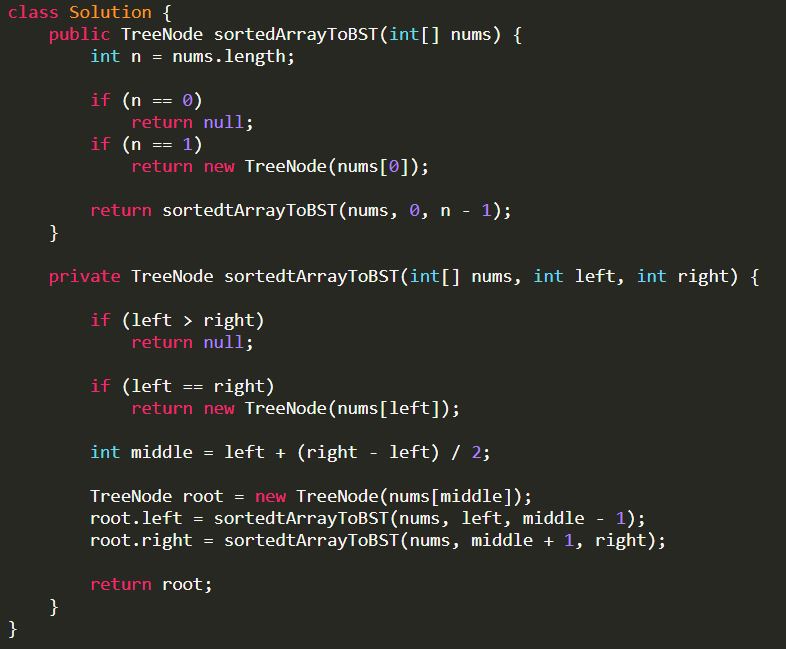 class Solution {
    public TreeNode sortedArrayToBST(int[] nums) {
        int n = nums.length;

        if (n == 0)
            return null;
        if (n == 1)
            return new TreeNode(nums[0]);

        return sortedtArrayToBST(nums, 0, n - 1);
    }

    private TreeNode sortedtArrayToBST(int[] nums, int left, int right) {

        if (left > right)
            return null;

        if (left == right)
            return new TreeNode(nums[left]);

        int middle = left + (right - left) / 2;

        TreeNode root = new TreeNode(nums[middle]);
        root.left = sortedtArrayToBST(nums, left, middle - 1);
        root.right = sortedtArrayToBST(nums, middle + 1, right);

        return root;
    }
}